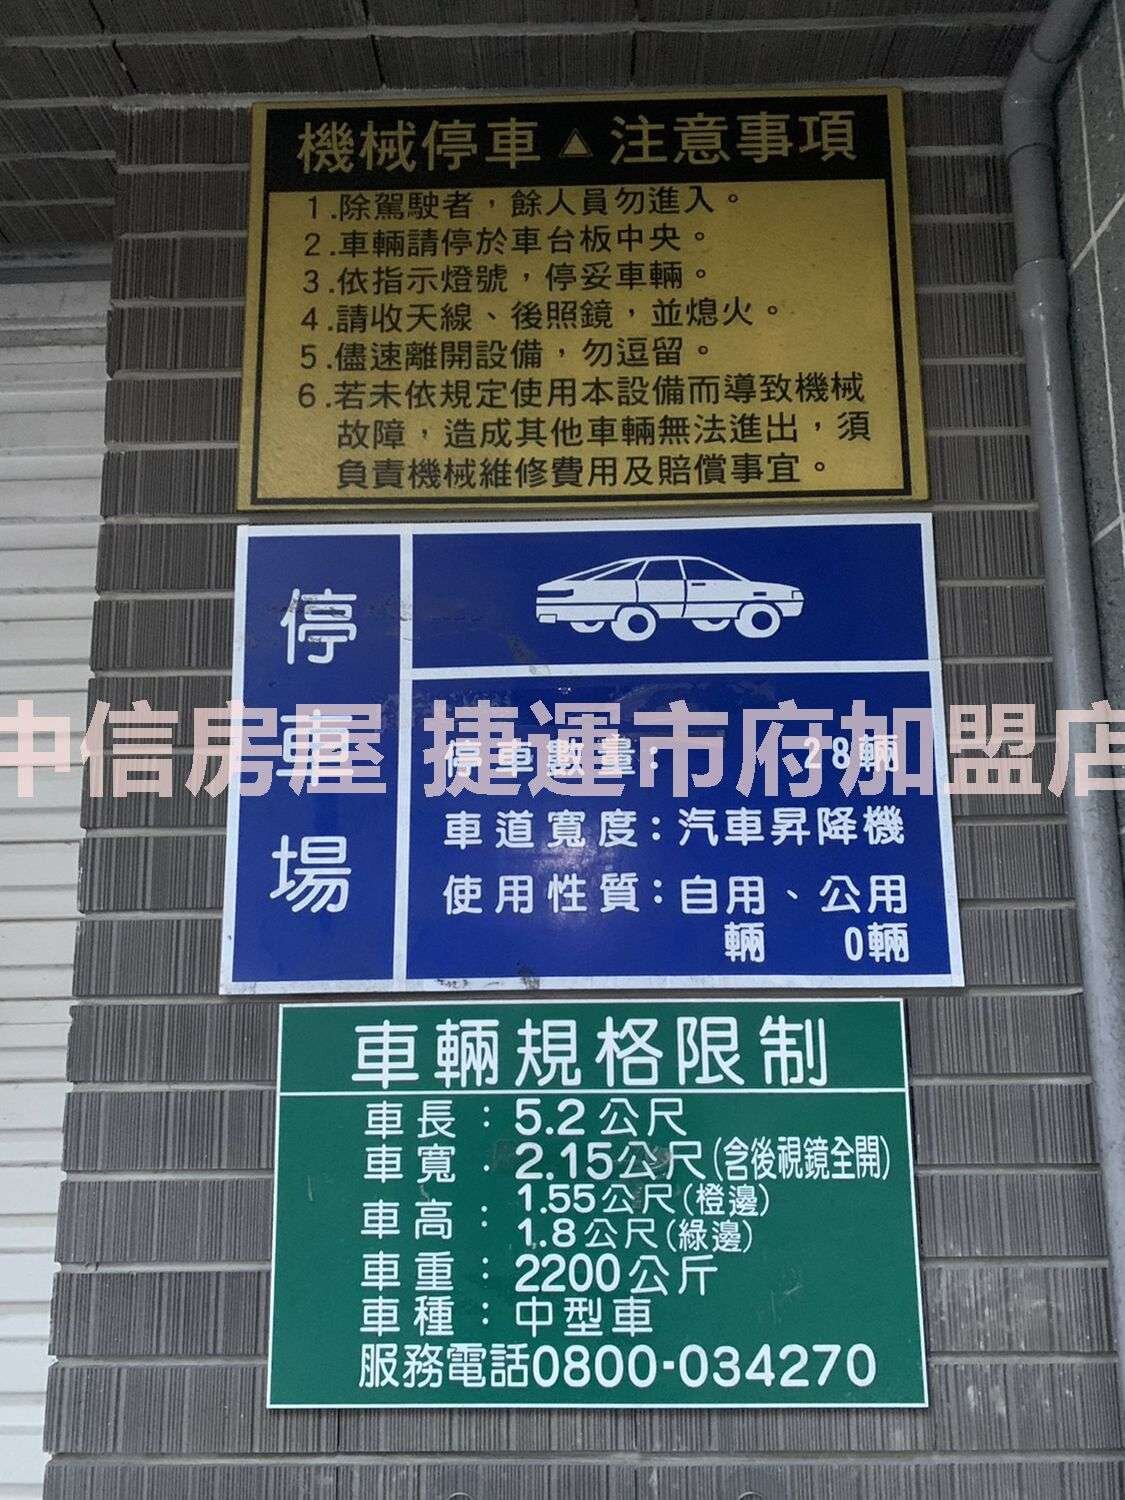 機械停車▲注意事項
1.除駕駛者，餘人員勿進入。
2.車輛請停於車台板中央。
3.依指示燈號，停妥車輛。
4.請收天線、後照鏡，並熄火。
5.儘速離開設備，勿逗留。
6.若未依規定使用本設備而導致機械
故障，造成其他車輛無法進出，須
負責機械維修費用及賠償事宜。
停車場
中信房屋 捷運市府加盟店
停車數量: 28輛
車道寬度:汽車昇降機
使用性質:自用、公用
輛 0輛
車輛規格限制
車長:5.2公尺
車寬:2.15公尺(含後視鏡全開)
車高:1.55公尺(橙邊)
1.8公尺(綠邊)
車重:2200公斤
車種:中型車
服務電話0800-034270